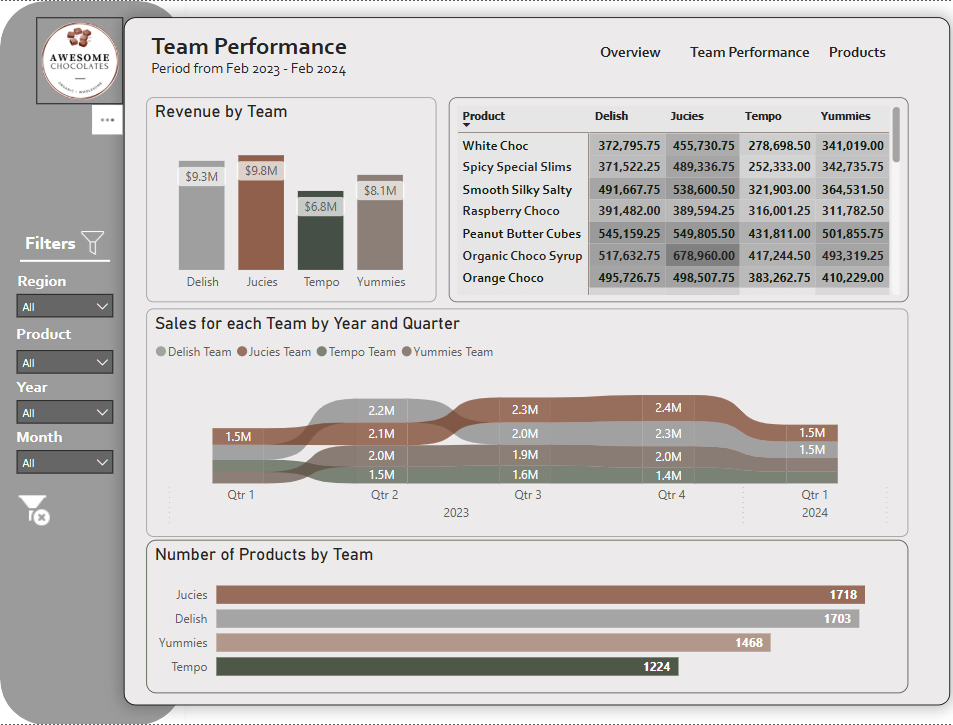 AWESOME
CHOCOLATES
Team Performance
Period from Feb 2023 - Feb 2024
Overview Team Performance Products
Filters
Region
All
Product
All
Year
All
Month
All
Revenue by Team
$9.3M $9.8M $6.8M $8.1M
Delish Jucies Tempo Yummies
Product Delish Jucies Tempo Yummies
White Choc 372,795.75 455,730.75 278,698.50 341,019.00
Spicy Special Slims 371,522.25 489,336.75 252,333.00 342,735.75
Smooth Silky Salty 491,667.75 538,600.50 321,903.00 364,531.50
Raspberry Choco 391,482.00 389,594.25 316,001.25 311,782.50
Peanut Butter Cubes 545,159.25 549,805.50 431,811.00 501,855.75
Organic Choco Syrup 517,632.75 678,960.00 417,244.50 493,319.25
Orange Choco 495,726.75 498,507.75 383,262.75 410,229.00
Sales for each Team by Year and Quarter
Delish Team Jucies Team Tempo Team Yummies Team
1.5M
2.2M
2.1M
2.0M
1.5M
2.3M
2.0M
1.9M
1.6M
2.4M
2.3M
2.0M
1.4M
1.5M
1.5M
Qtr 1 Qtr 2 Qtr 3 Qtr 4 Qtr 1
2023 2024
Number of Products by Team
Jucies 1718
Delish 1703
Yummies 1468
Tempo 1224